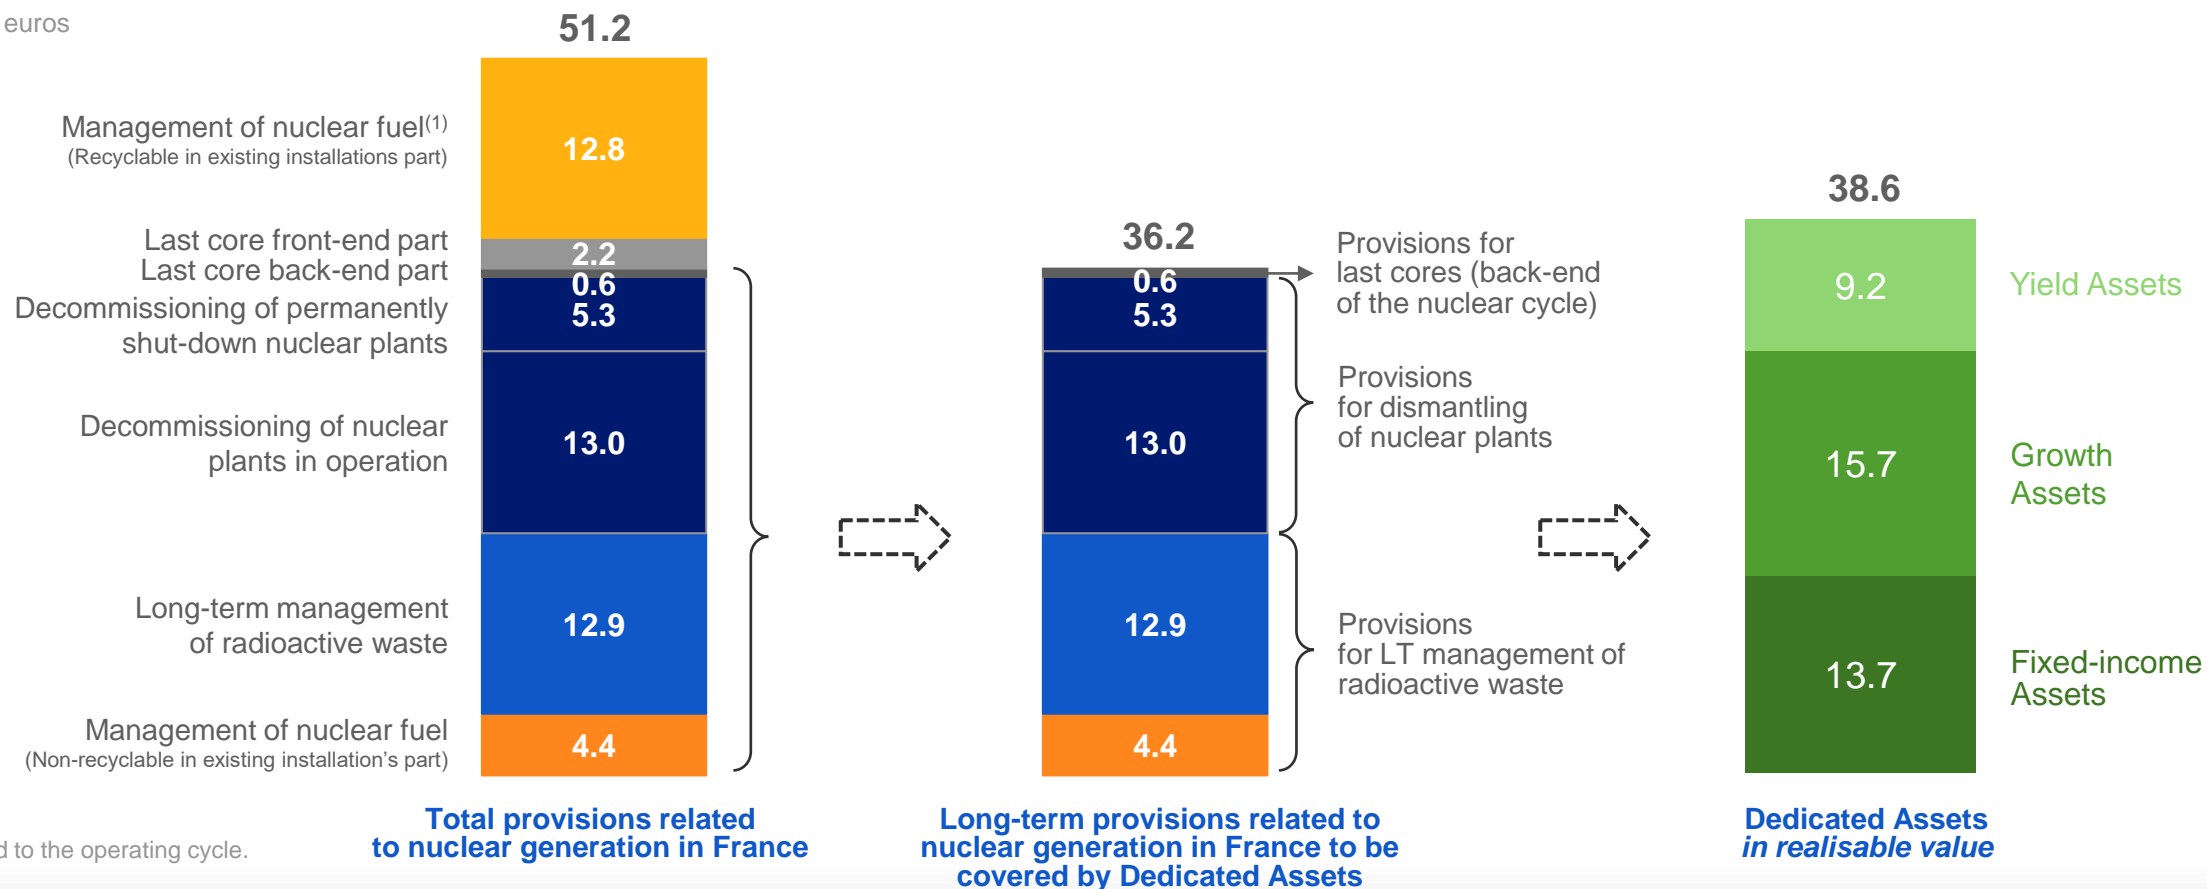 euros
51.2
Management of nuclear fuel(1)
(Recyclable in existing installations part)
12.8
Last core front-end part
2.2
Last core back-end part
0.6
Decommissioning of permanently
shut-down nuclear plants
5.3
Decommissioning of nuclear
plants in operation
13.0
Long-term management
of radioactive waste
12.9
Management of nuclear fuel
(Non-recyclable in existing installation's part)
4.4
Total provisions related
to nuclear generation in France
36.2
0.6
5.3
13.0
12.9
4.4
Provisions for
last cores (back-end
of the nuclear cycle)
Provisions
for dismantling
of nuclear plants
Provisions
for LT management of
radioactive waste
Long-term provisions related to
nuclear generation in France to be
covered by Dedicated Assets
38.6
9.2
Yield Assets
15.7
Growth
Assets
13.7
Fixed-income
Assets
Dedicated Assets
in realisable value
d to the operating cycle.